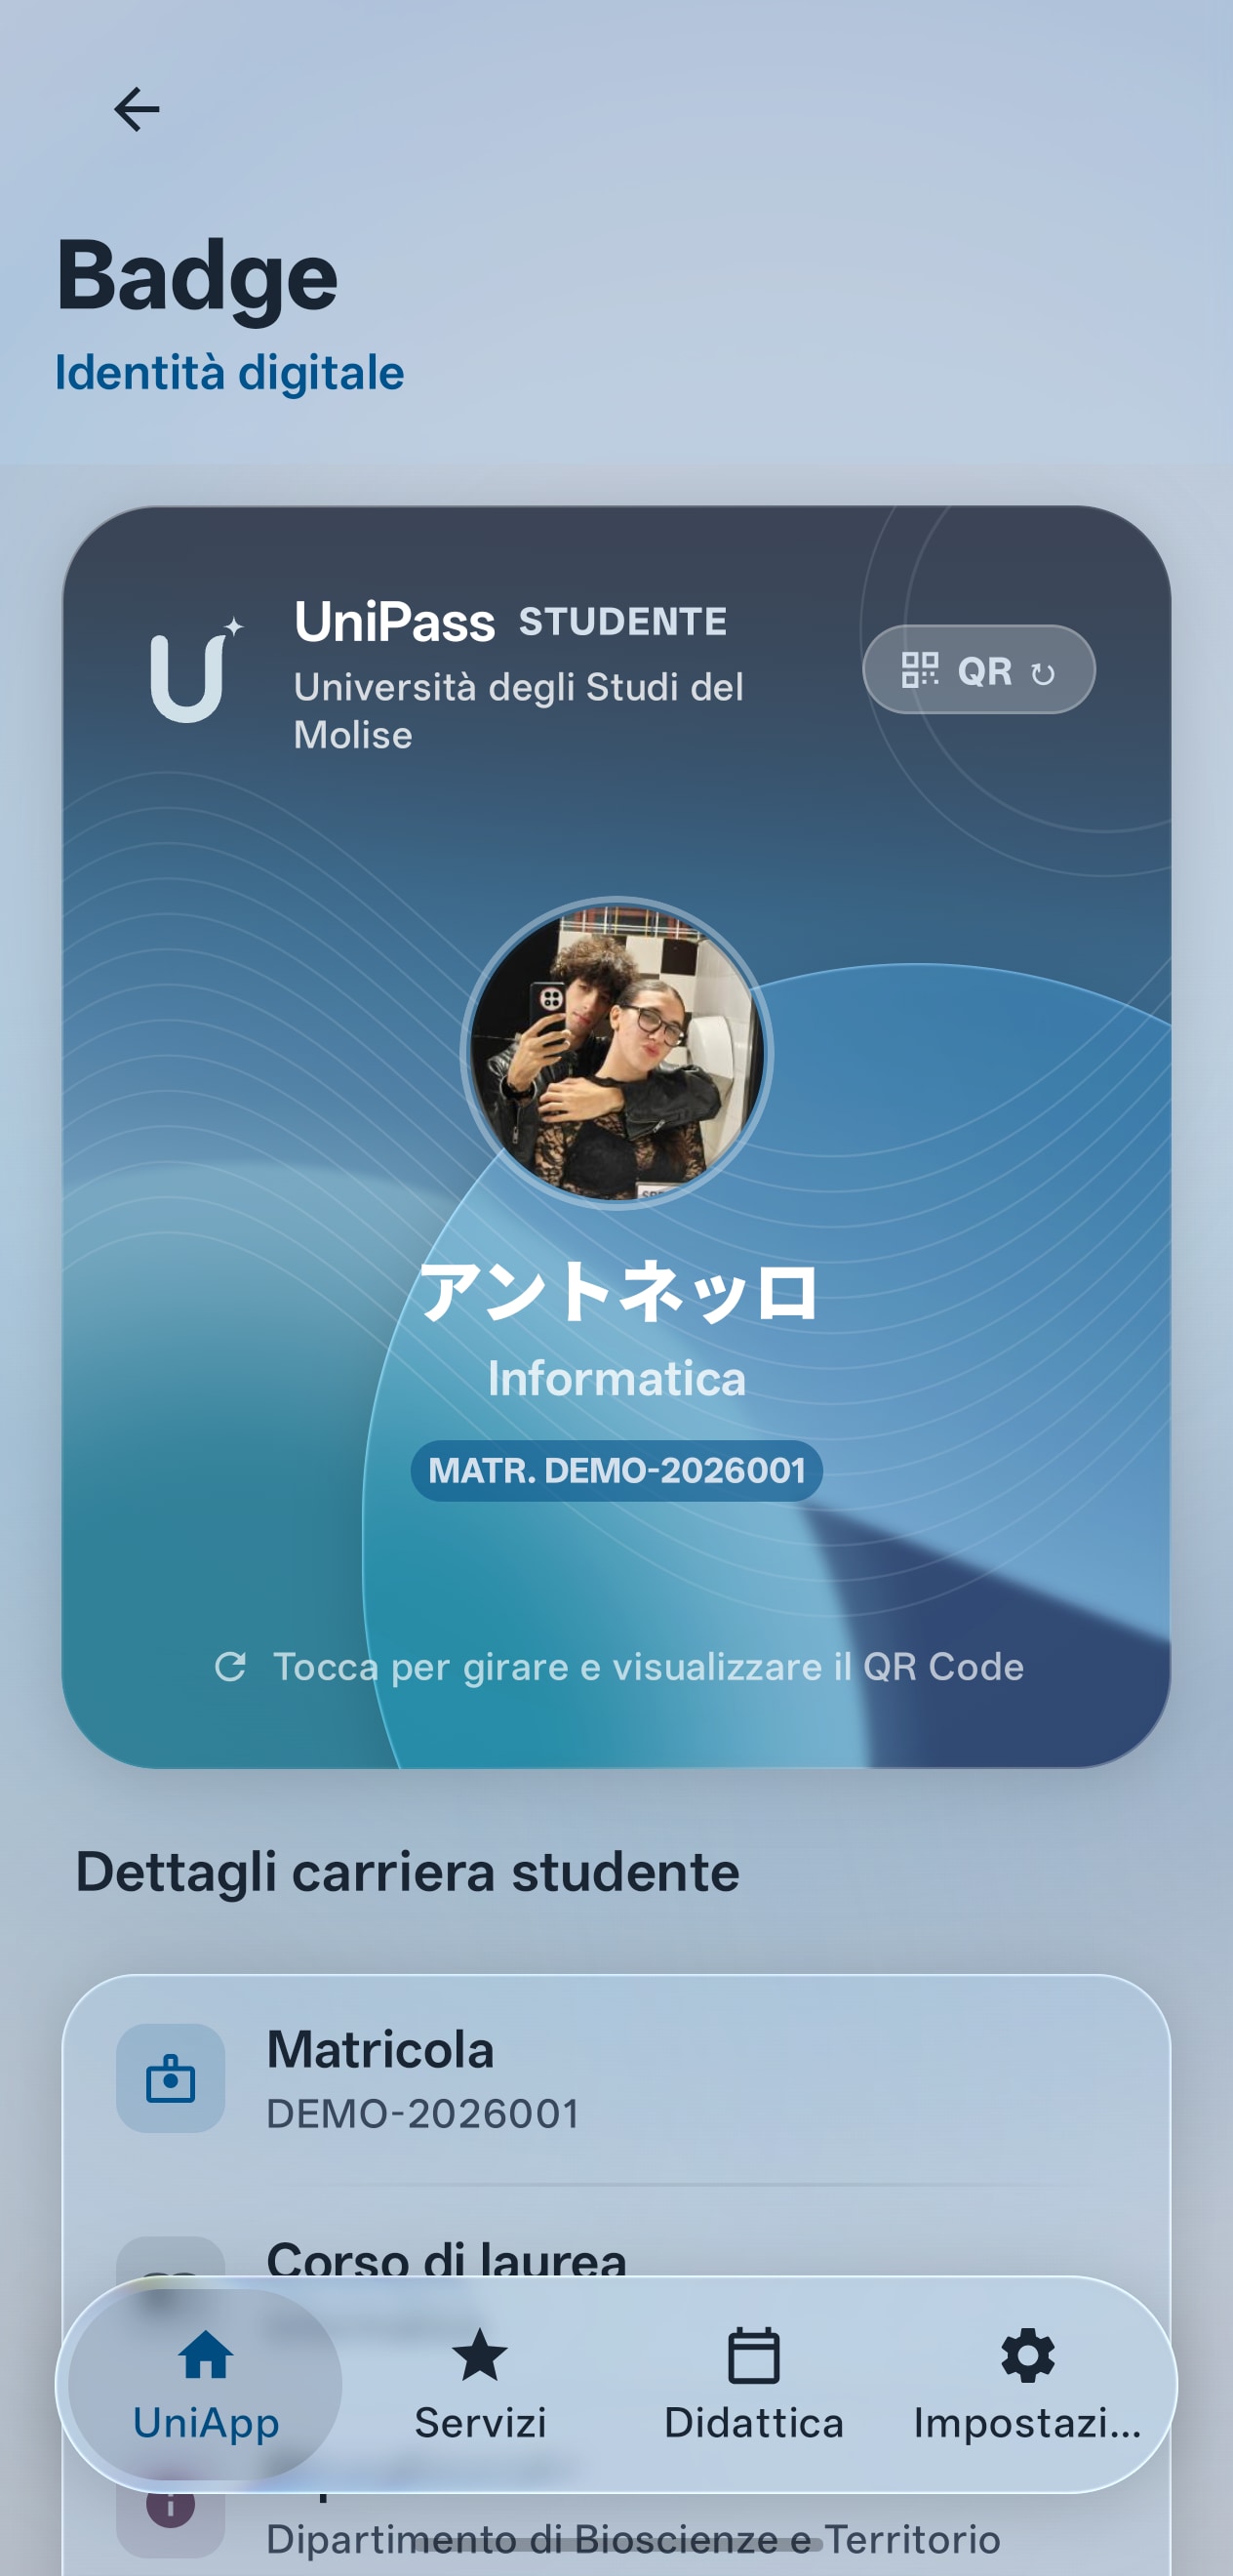 Badge
Identità digitale
UniPass STUDENTE
Università degli Studi del
Molise
QR
アントネッロ
Informatica
MATR. DEMO-2026001
Tocca per girare e visualizzare il QR Code
Dettagli carriera studente
Matricola
DEMO-2026001
Corso di laurea
UniApp
Servizi
Didattica
Impostazi...
Dipartimento di Bioscienze e Territorio